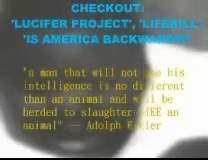 CHECKOUT:
'LUCIFER PROJECT', 'LIFEKILL',
'IS AMERICA BACKWARDS?'
"a man that will not use his
intelligence is no different
than an animal and will be
herded to slaughter LIKE an
animal" -- Adolph